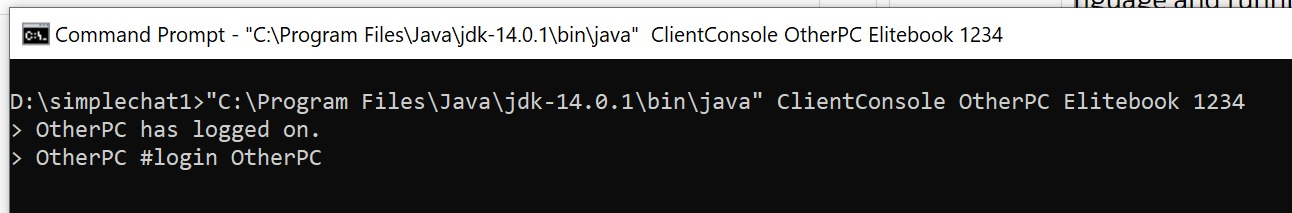 Command Prompt - "C:\Program Files\Java\jdk-14.0.1\bin\java" ClientConsole OtherPC Elitebook 1234
D:\simplechat1>"C:\Program Files\Java\jdk-14.0.1\bin\java" ClientConsole OtherPC Elitebook 1234
> OtherPC has logged on.
> OtherPC #login OtherPC